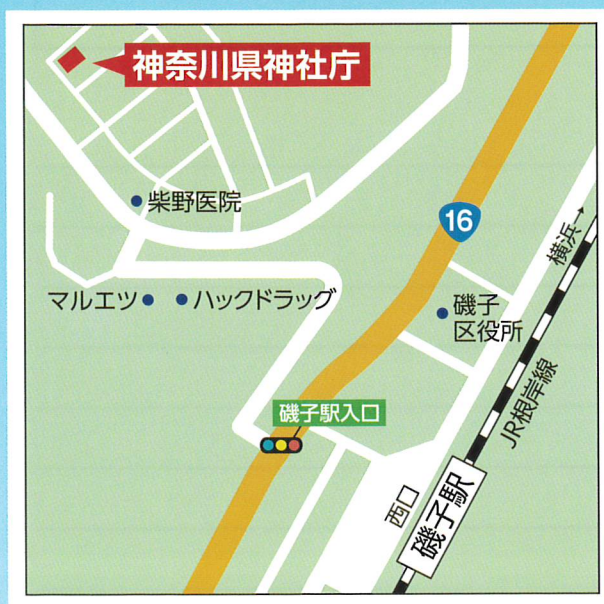 神奈川県神社庁
柴野医院
16
横浜→
マルエツ
ハックドラッグ
磯子
区役所
JR根岸線
磯子駅入口
西口
磯子駅